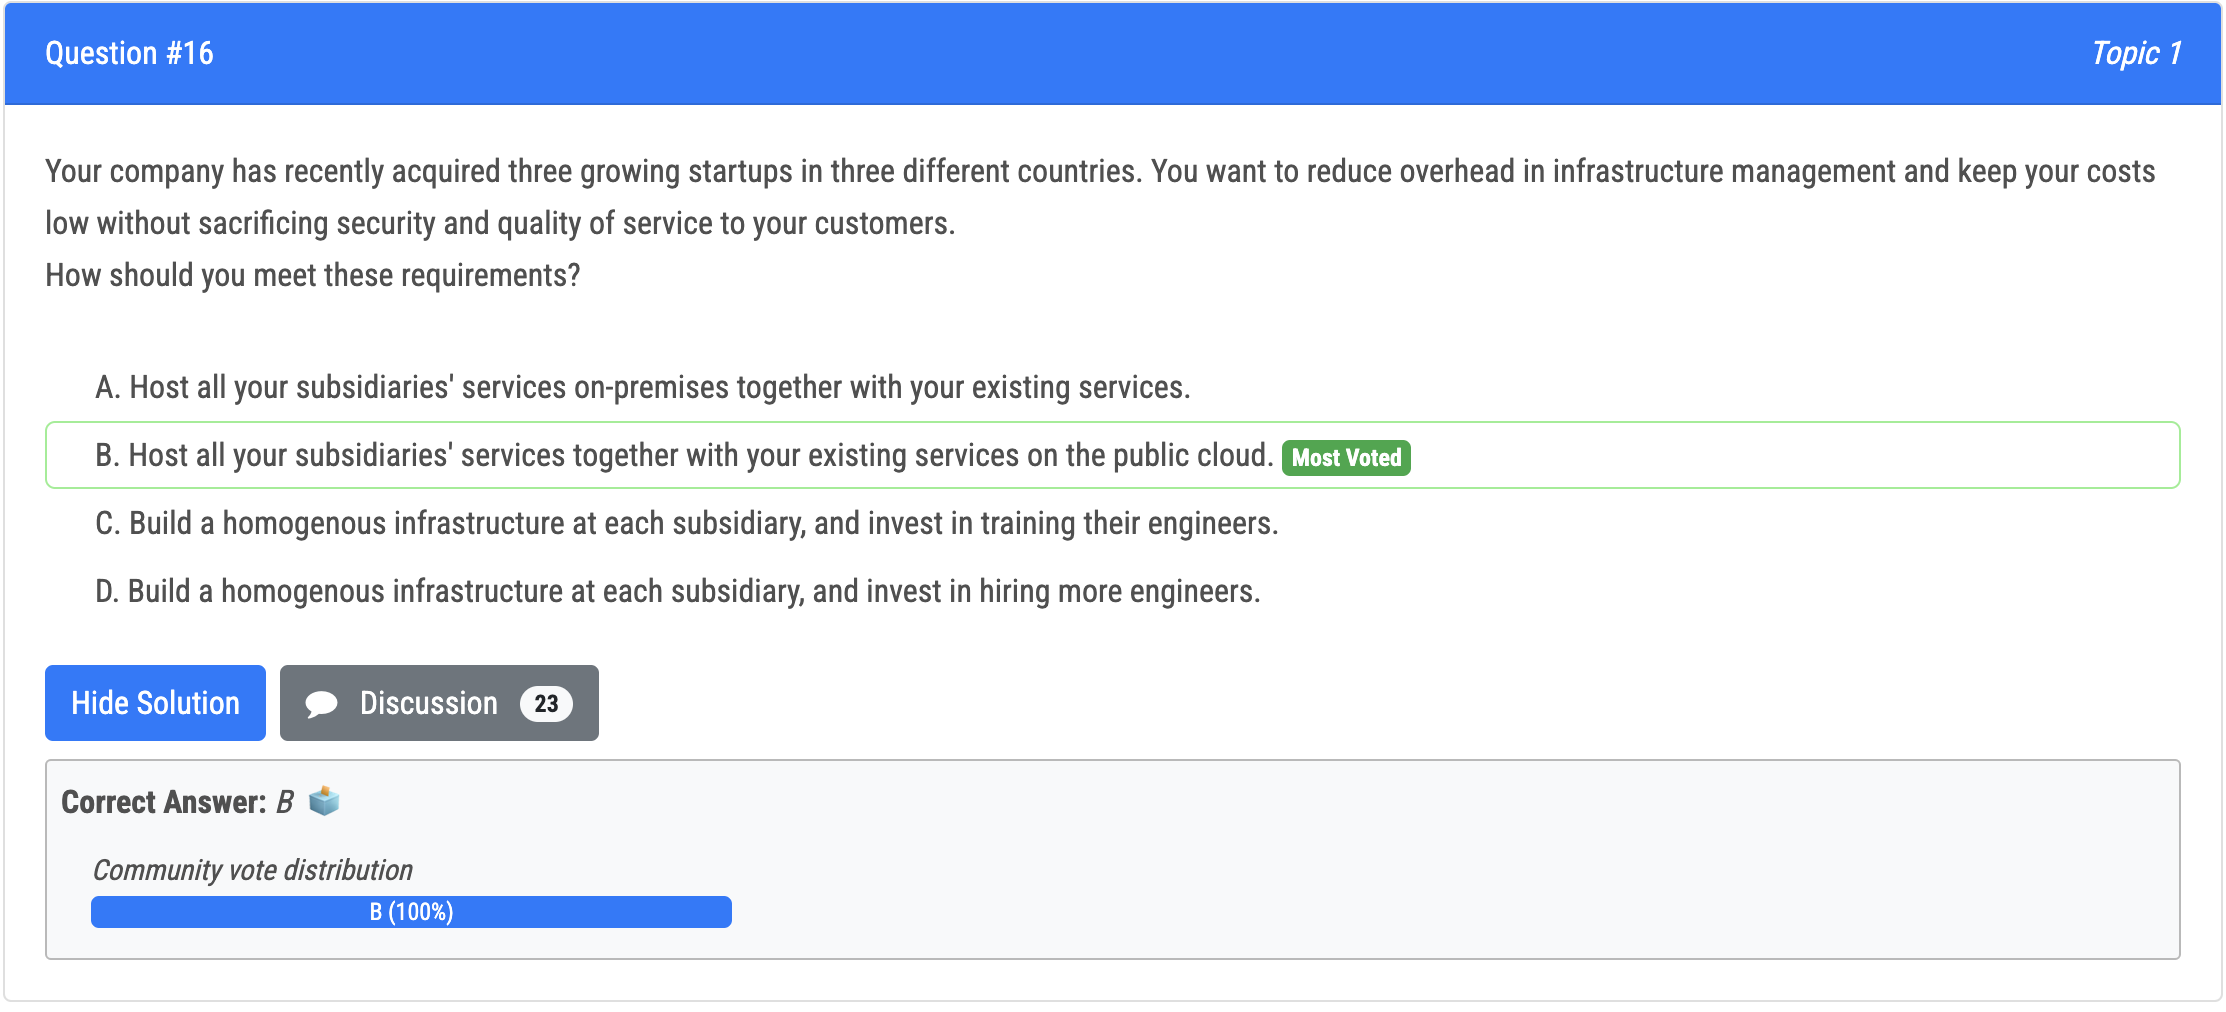 Question #16
Topic 1
Your company has recently acquired three growing startups in three different countries. You want to reduce overhead in infrastructure management and keep your costs
low without sacrificing security and quality of service to your customers.
How should you meet these requirements?
A. Host all your subsidiaries' services on-premises together with your existing services.
B. Host all your subsidiaries' services together with your existing services on the public cloud. Most Voted
C. Build a homogenous infrastructure at each subsidiary, and invest in training their engineers.
D. Build a homogenous infrastructure at each subsidiary, and invest in hiring more engineers.
Hide Solution
Discussion 23
Correct Answer: B
Community vote distribution
B (100%)